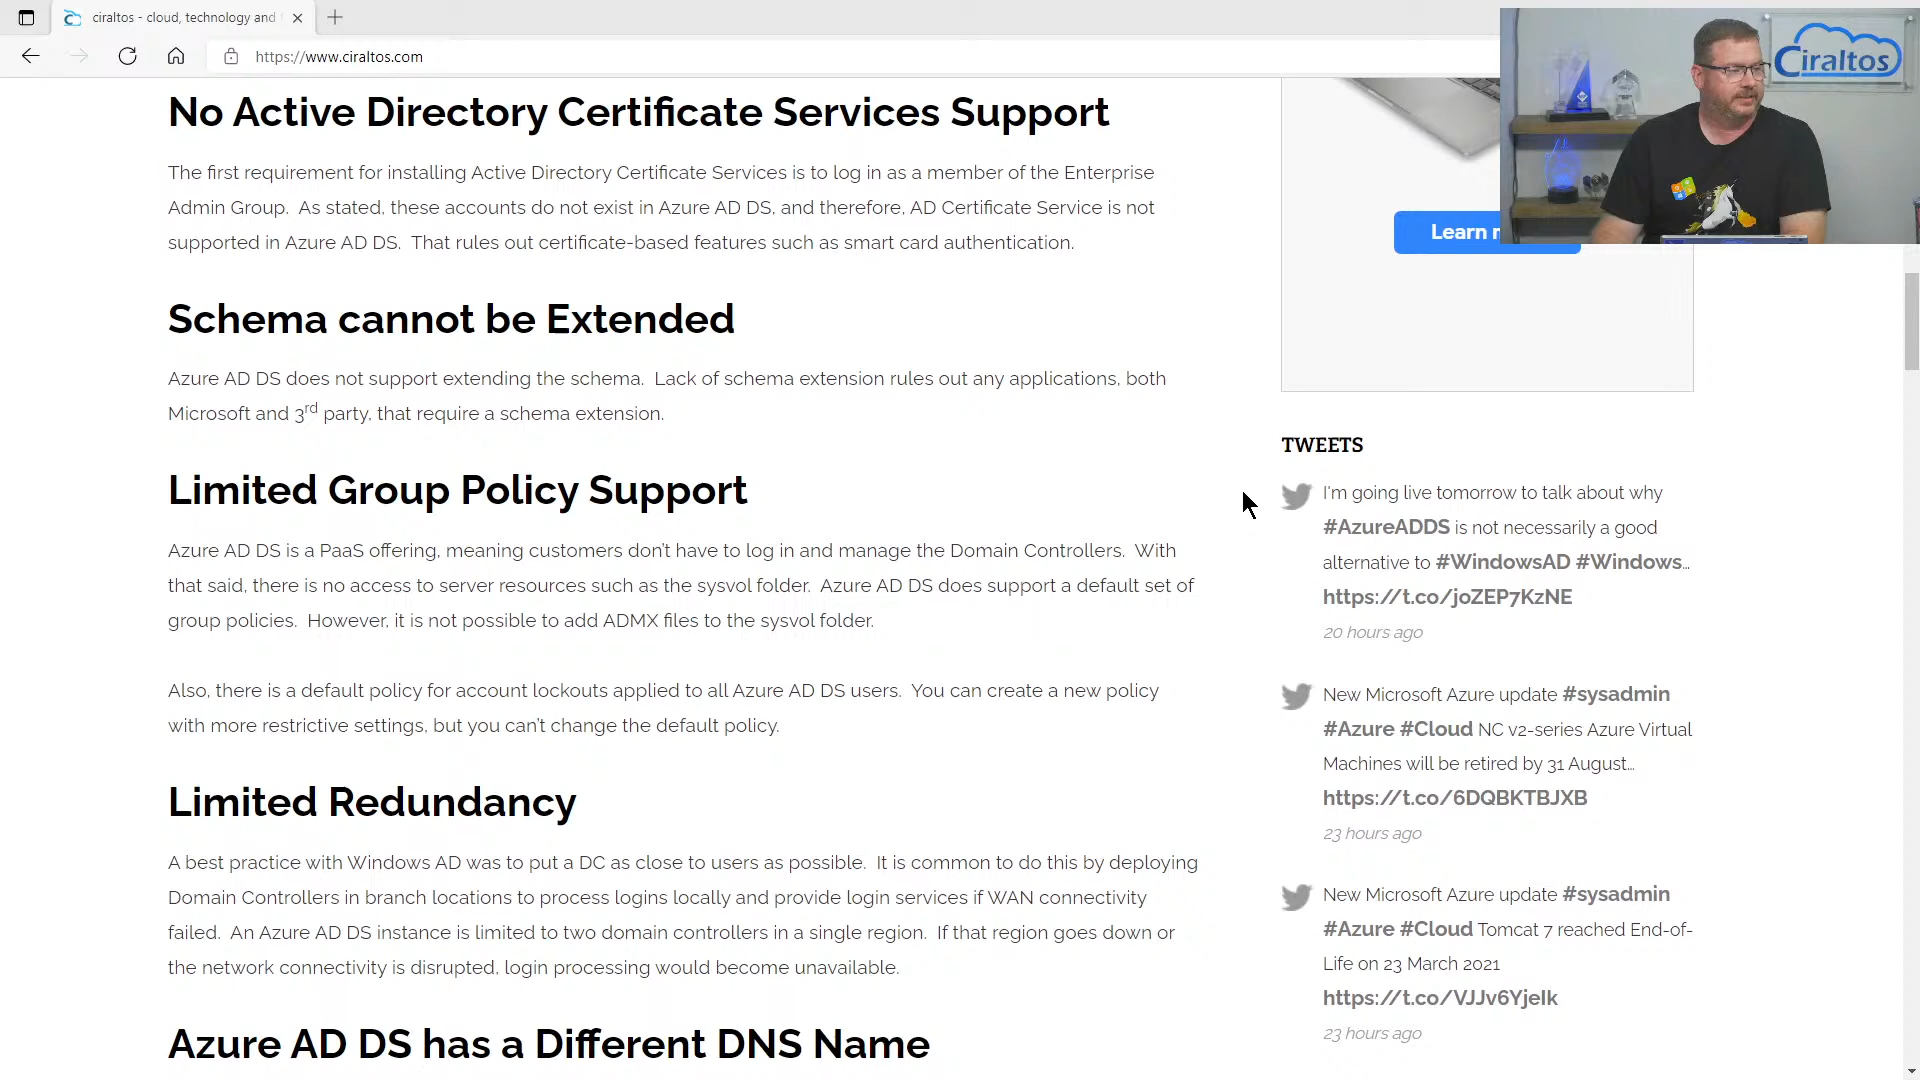 ciraltos - cloud, technology and
https://www.ciraltos.com
Ciraltos
No Active Directory Certificate Services Support
The first requirement for installing Active Directory Certificate Services is to log in as a member of the Enterprise
Admin Group. As stated, these accounts do not exist in Azure AD DS, and therefore, AD Certificate Service is not
supported in Azure AD DS. That rules out certificate-based features such as smart card authentication.
Learn
Schema cannot be Extended
Azure AD DS does not support extending the schema. Lack of schema extension rules out any applications, both
Microsoft and 3rd party, that require a schema extension.
Limited Group Policy Support
Azure AD DS is a PaaS offering, meaning customers don't have to log in and manage the Domain Controllers. With
that said, there is no access to server resources such as the sysvol folder. Azure AD DS does support a default set of
group policies. However, it is not possible to add ADMX files to the sysvol folder.
Also, there is a default policy for account lockouts applied to all Azure AD DS users. You can create a new policy
with more restrictive settings, but you can't change the default policy.
Limited Redundancy
A best practice with Windows AD was to put a DC as close to users as possible. It is common to do this by deploying
Domain Controllers in branch locations to process logins locally and provide login services if WAN connectivity
failed. An Azure AD DS instance is limited to two domain controllers in a single region. If that region goes down or
the network connectivity is disrupted, login processing would become unavailable.
Azure AD DS has a Different DNS Name
TWEETS
I'm going live tomorrow to talk about why
#AzureADDS is not necessarily a good
alternative to #WindowsAD #Windows...
https://t.co/joZEP7KzNE
20 hours ago
New Microsoft Azure update #sysadmin
#Azure #Cloud NC v2-series Azure Virtual
Machines will be retired by 31 August...
https://t.co/6DQBKTBJXB
23 hours ago
New Microsoft Azure update #sysadmin
#Azure #Cloud Tomcat 7 reached End-of-
Life on 23 March 2021
https://t.co/VJJv6YjeIk
23 hours ago